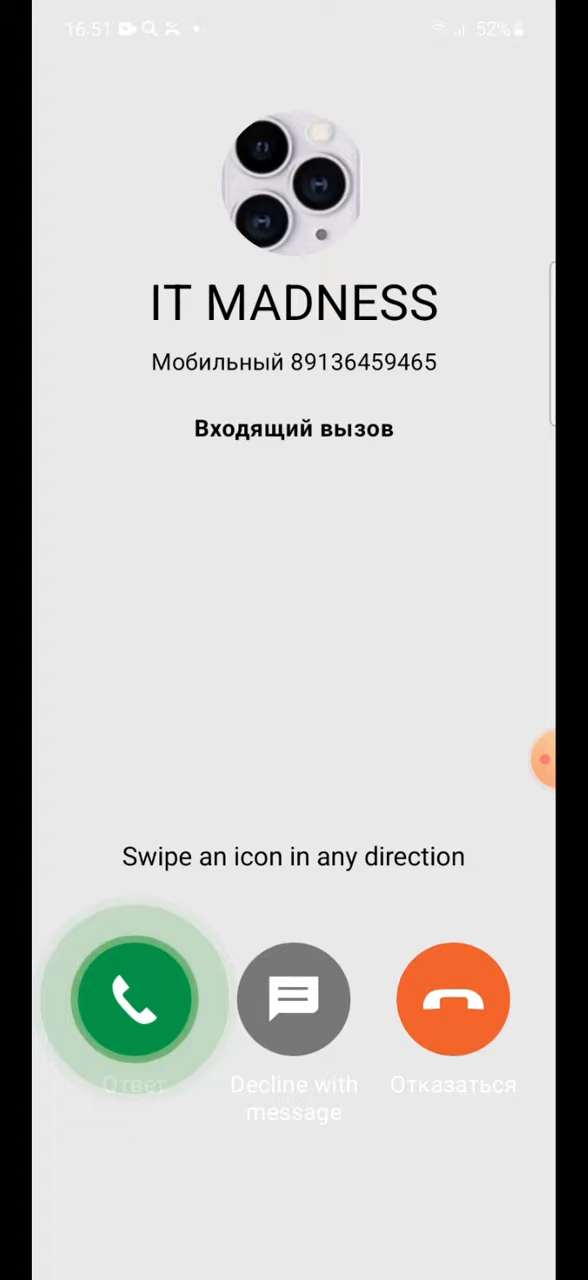 16:51 52%
IT MADNESS
Мобильный 89136459465
Входящий вызов
Swipe an icon in any direction
Ответ
Decline with
message
Отказаться